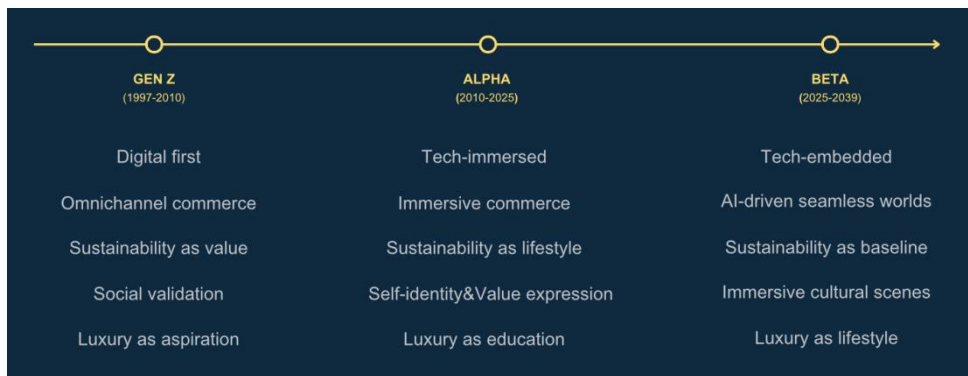 GEN Z
(1997-2010)
Digital first
Omnichannel commerce
Sustainability as value
Social validation
Luxury as aspiration
ALPHA
(2010-2025)
Tech-immersed
Immersive commerce
Sustainability as lifestyle
Self-identity&Value expression
Luxury as education
BETA
(2025-2039)
Tech-embedded
AI-driven seamless worlds
Sustainability as baseline
Immersive cultural scenes
Luxury as lifestyle